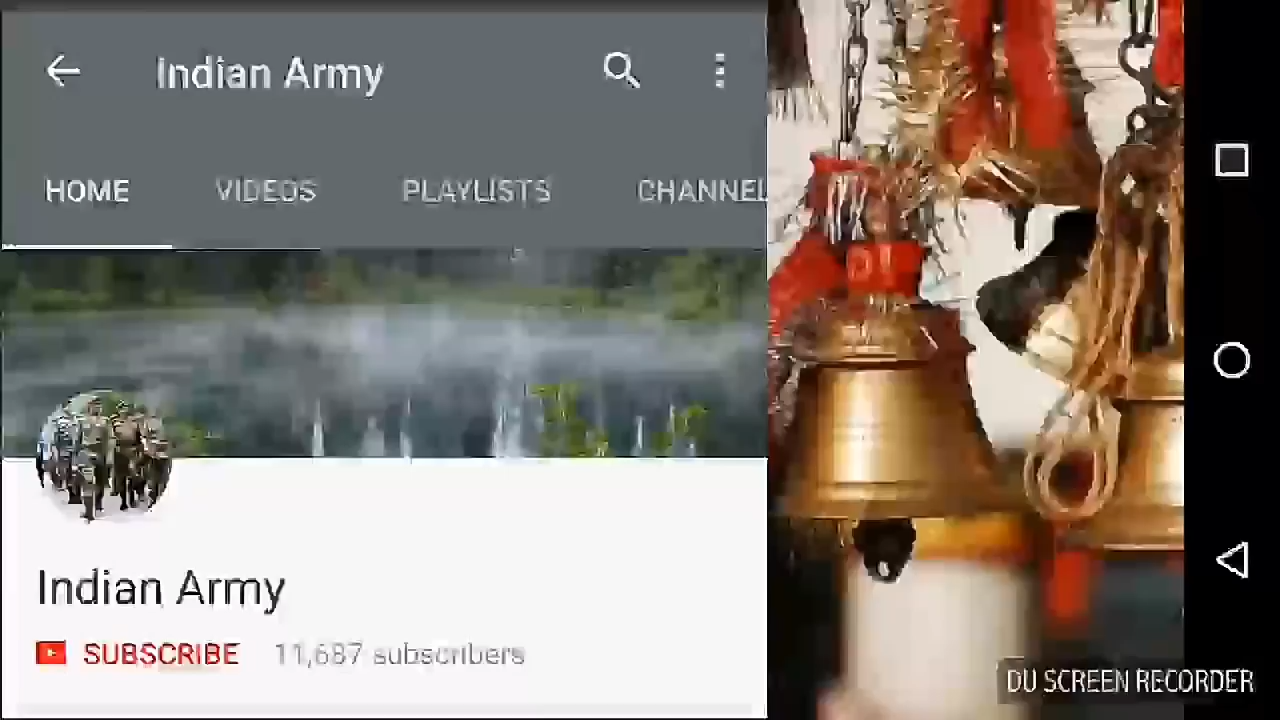 Indian Army
HOME VIDEOS PLAYLISTS CHANNEL
Indian Army
SUBSCRIBE 11,687 subscribers
DU SCREEN RECORDER